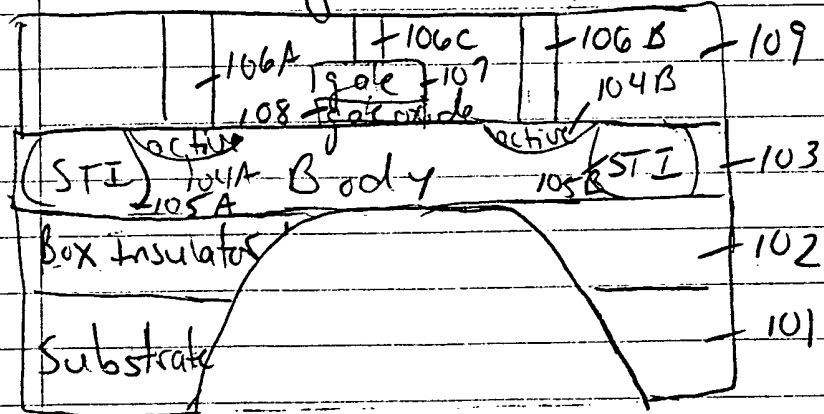 106C 106B 109
106A gate 107
108 gate oxide 104B
active active
STI 104A Body 105B STI 103
105A
Box Insulator 102
Substrate 101